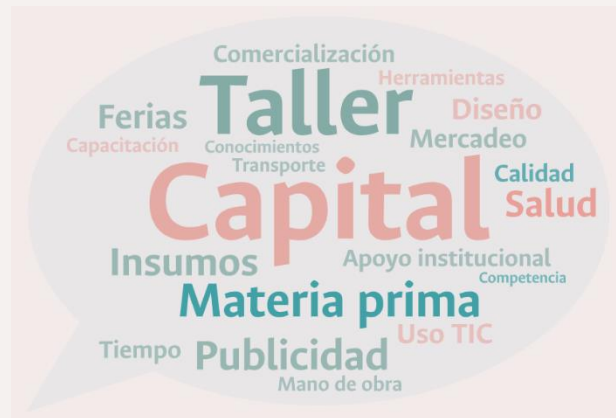 Comercialización
Herramientas
Taller
Ferias
Diseño
Capacitación
Conocimientos
Mercadeo
Transporte
Calidad
Capital
Salud
Insumos
Apoyo institucional
Competencia
Materia prima
Uso TIC
Tiempo
Publicidad
Mano de obra